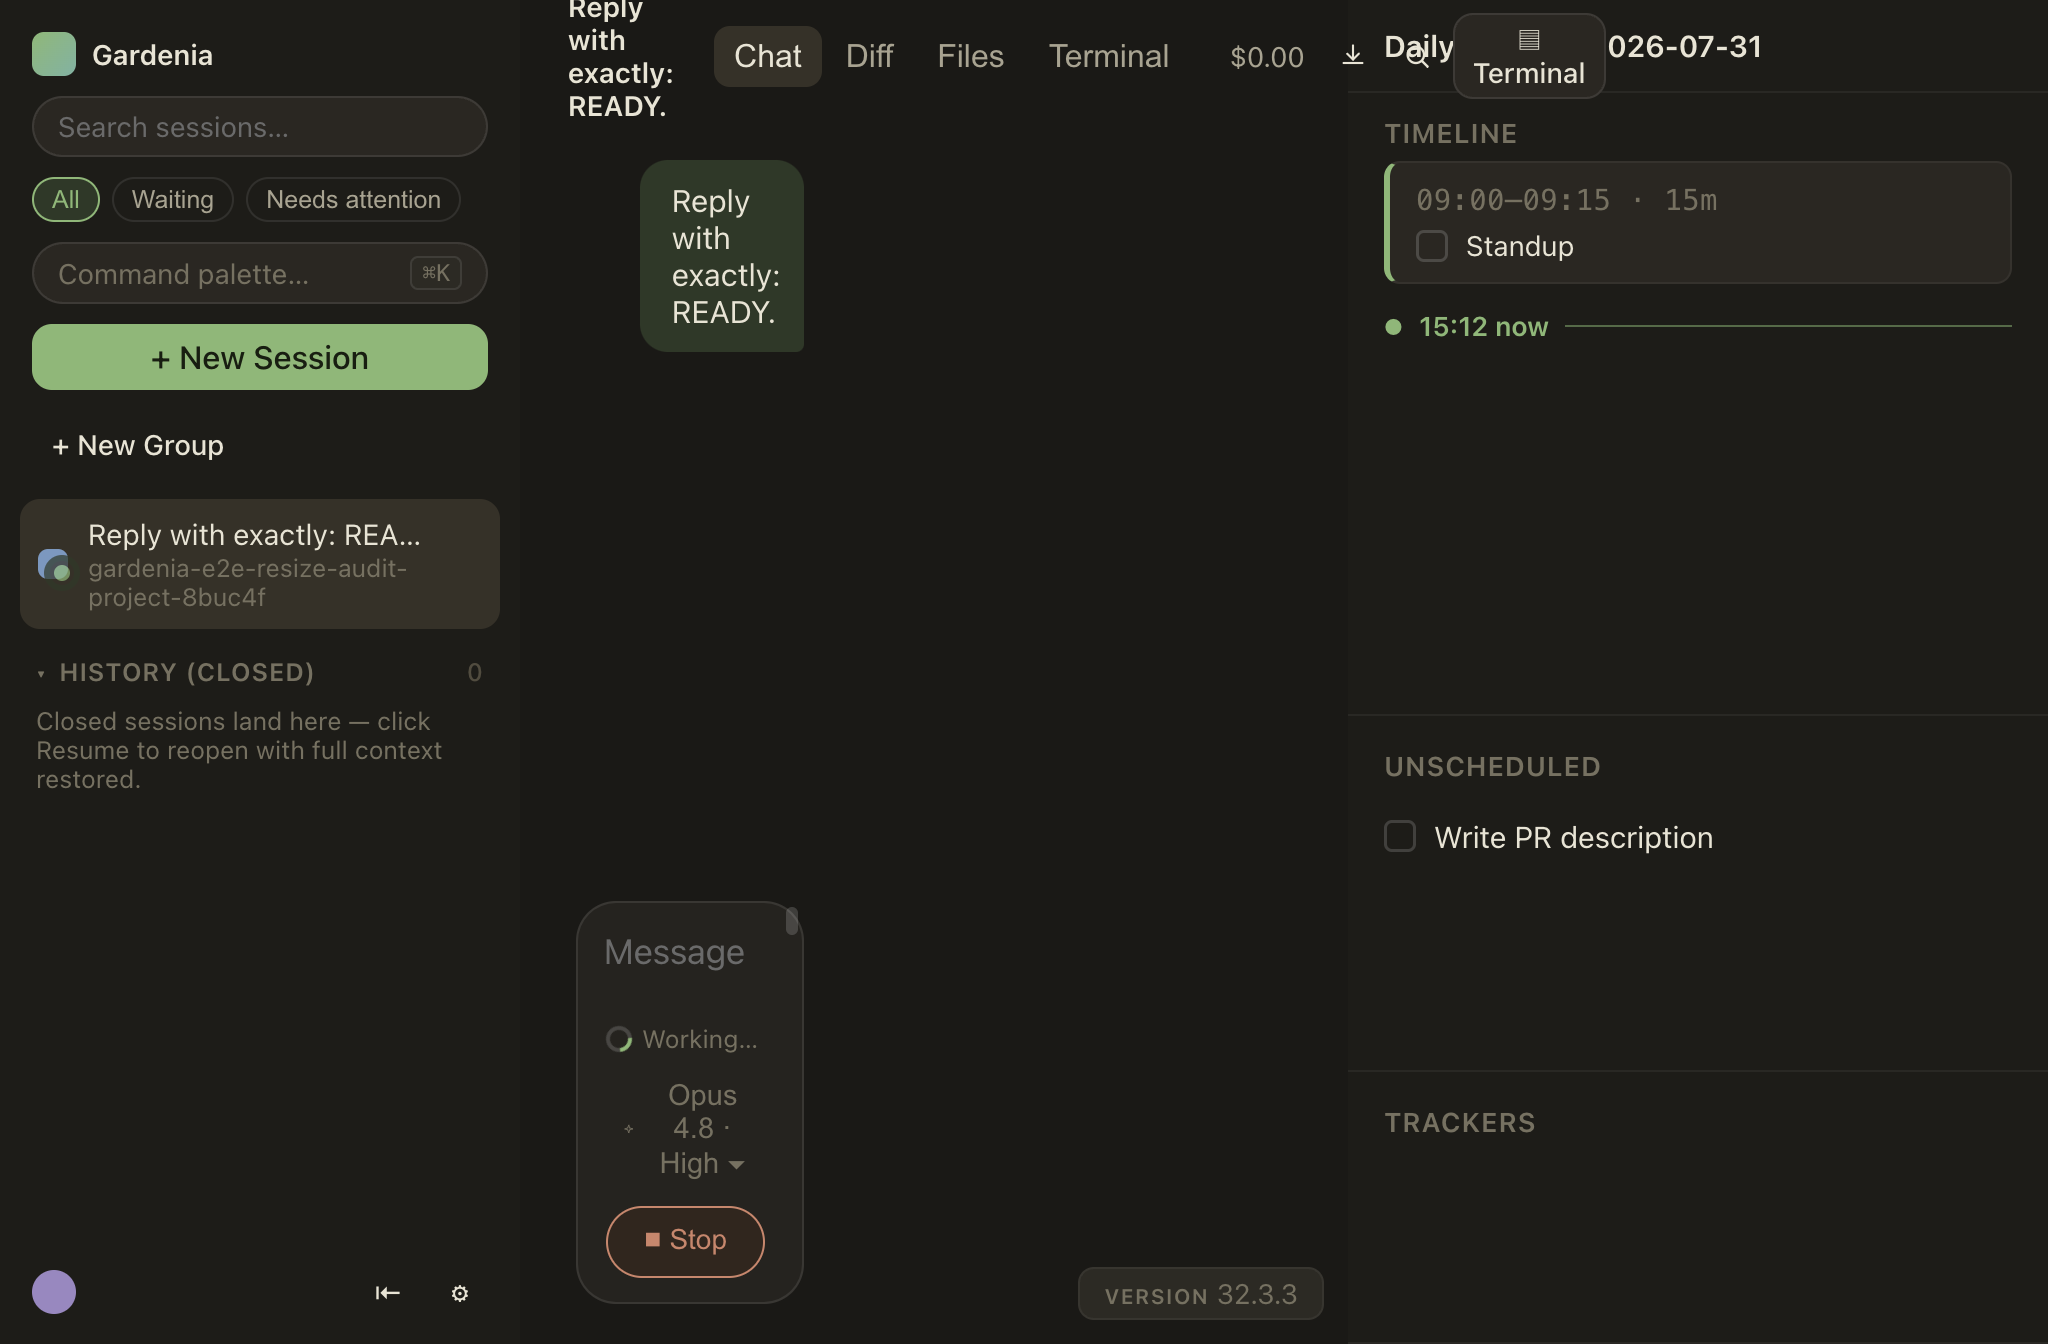 Gardenia
Search sessions...
All
Waiting
Needs attention
Command palette...
⌘K
+ New Session
+ New Group
Reply with exactly: REA...
gardenia-e2e-resize-audit-
project-8buc4f
HISTORY (CLOSED)
0
Closed sessions land here — click
Resume to reopen with full context
restored.
Reply
with
exactly:
READY.
Chat
Diff
Files
Terminal
$0.00
Reply
with
exactly:
READY.
Message
Working...
Opus
4.8 ·
High
Stop
VERSION 32.3.3
Daily
Terminal
026-07-31
TIMELINE
09:00–09:15 · 15m
Standup
15:12 now
UNSCHEDULED
Write PR description
TRACKERS